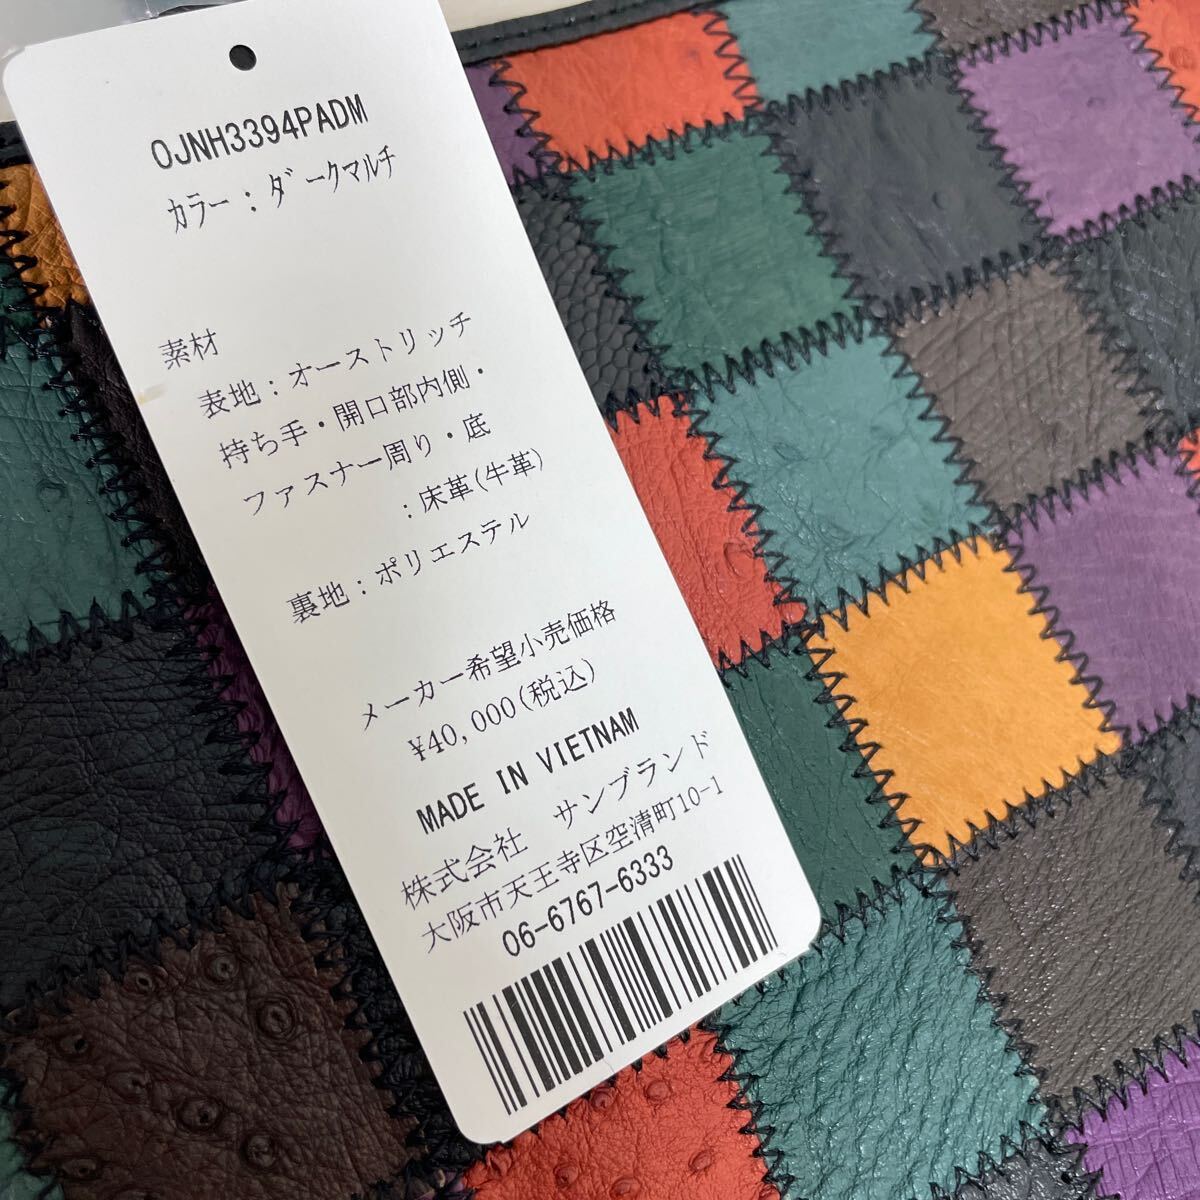 OJNH3394PADM
ｶﾗｰ：ﾀﾞｰｸﾏﾙﾁ
素材
表地：オーストリッチ
持ち手・開口部内側・
ファスナー周り・底
：床革(牛革)
裏地：ポリエステル
メーカー希望小売価格
¥40,000(税込)
MADE IN VIETNAM
株式会社　サンブランド
大阪市天王寺区空清町10-1
06-6767-6333